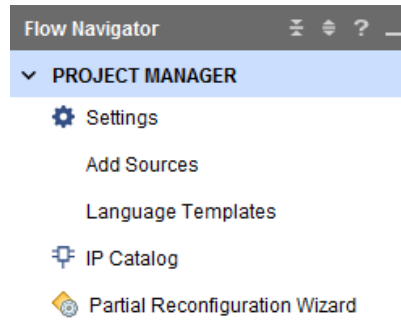 Flow Navigator ?
PROJECT MANAGER
Settings
Add Sources
Language Templates
IP Catalog
Partial Reconfiguration Wizard